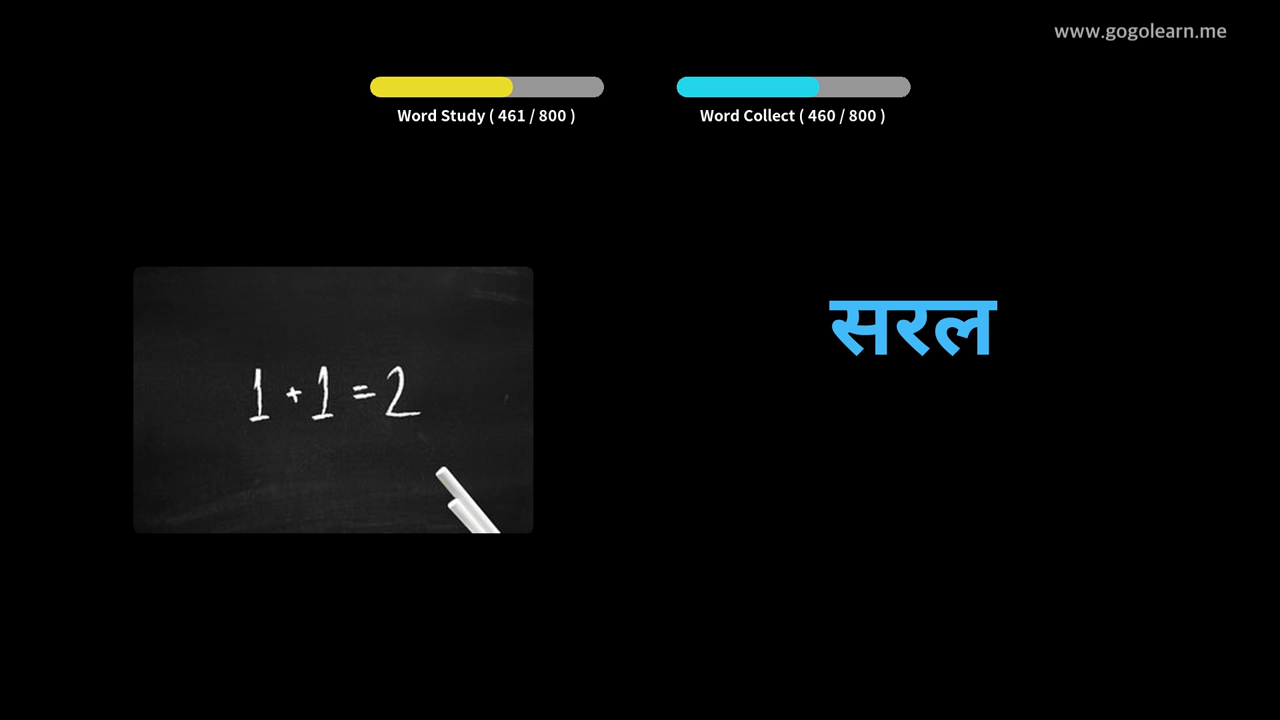 www.gogolearn.me
Word Study ( 461 / 800 )
Word Collect ( 460 / 800 )
सरल
1 + 1 = 2